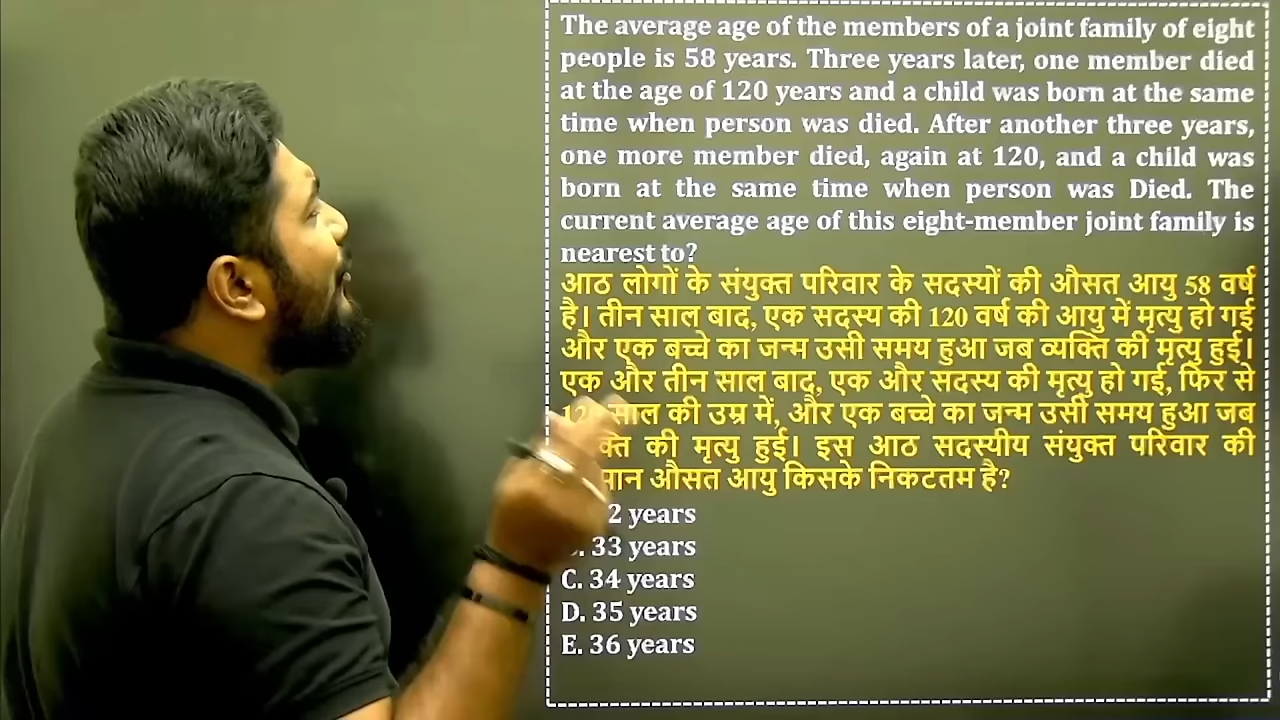 The average age of the members of a joint family of eight
people is 58 years. Three years later, one member died
at the age of 120 years and a child was born at the same
time when person was died. After another three years,
one more member died, again at 120, and a child was
born at the same time when person was Died. The
current average age of this eight-member joint family is
nearest to?
आठ लोगों के संयुक्त परिवार के सदस्यों की औसत आयु 58 वर्ष
है। तीन साल बाद, एक सदस्य की 120 वर्ष की आयु में मृत्यु हो गई
और एक बच्चे का जन्म उसी समय हुआ जब व्यक्ति की मृत्यु हुई।
एक और तीन साल बाद, एक और सदस्य की मृत्यु हो गई, फिर से
साल की उम्र में, और एक बच्चे का जन्म उसी समय हुआ जब
की मृत्यु हुई। इस आठ सदस्यीय संयुक्त परिवार की
औसत आयु किसके निकटतम है?
years
33 years
C. 34 years
D. 35 years
E. 36 years